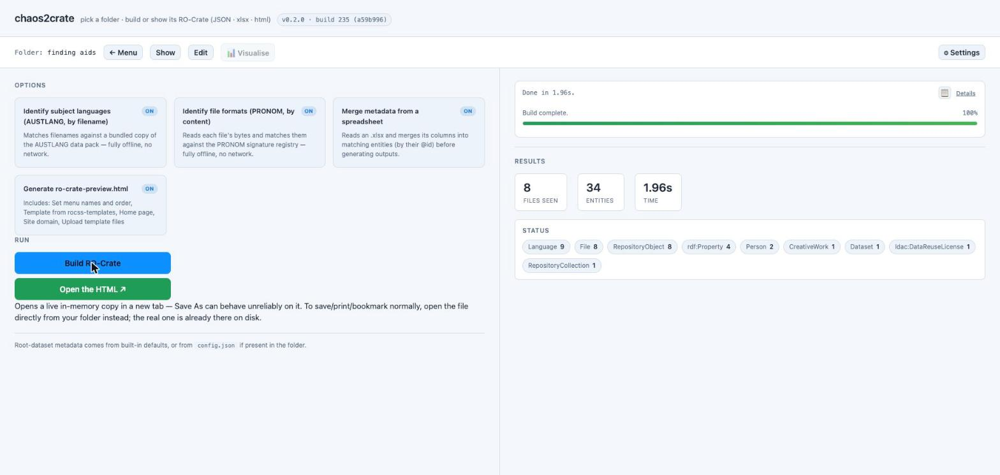 chaos2crate pick a folder · build or show its RO-Crate (JSON · xlsx · html) v0.2.0 · build 235 (a59b996)
Folder: finding aids ← Menu Show Edit 📊 Visualise ⚙ Settings
OPTIONS
Identify subject languages
(AUSTLANG, by filename)
ON
Matches filenames against a bundled copy of
the AUSTLANG data pack — fully offline, no
network.
Identify file formats (PRONOM, by
content)
ON
Reads each file's bytes and matches them
against the PRONOM signature registry —
fully offline, no network.
Merge metadata from a
spreadsheet
ON
Reads an .xlsx and merges its columns into
matching entities (by their @id) before
generating outputs.
Generate ro-crate-preview.html ON
Includes: Set menu names and order,
Template from rocss-templates, Home page,
Site domain, Upload template files
RUN
Build RO-Crate
Open the HTML ↗
Opens a live in-memory copy in a new tab — Save As can behave unreliably on it. To save/print/bookmark normally, open the file
directly from your folder instead; the real one is already there on disk.
Root-dataset metadata comes from built-in defaults, or from config.json if present in the folder.
Done in 1.96s. Details
Build complete. 100%
RESULTS
8
FILES SEEN
34
ENTITIES
1.96s
TIME
STATUS
Language 9 File 8 RepositoryObject 8 rdf:Property 4 Person 2 CreativeWork 1 Dataset 1 ldac:DataReuseLicense 1
RepositoryCollection 1